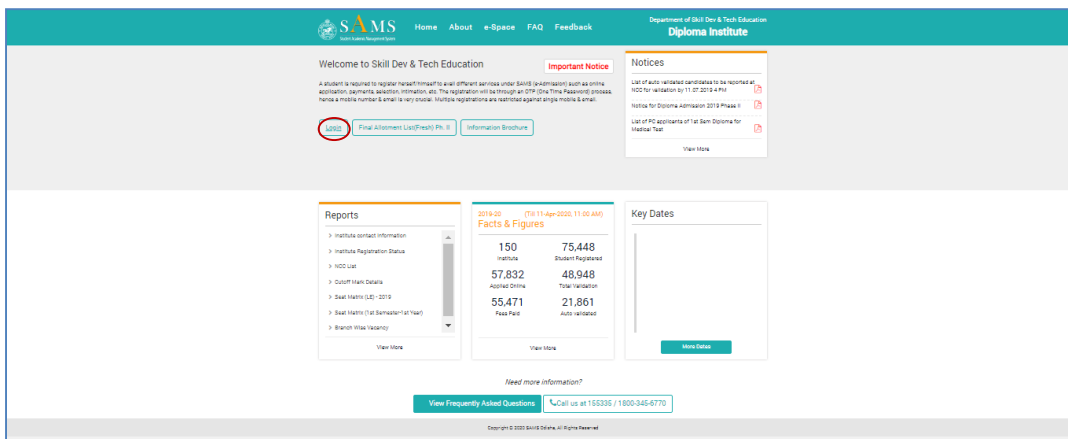 SAMS
Student Academic Management System
Home About e-Space FAQ Feedback
Department of Skill Dev & Tech Education
Diploma Institute
Welcome to Skill Dev & Tech Education
Important Notice
A student is required to register herself/himself to avail different services under SAMS (e-Admission) such as online
application, payments, selection, intimation, etc. The registration will be through an OTP (One Time Password) process,
hence a mobile number & email is very crucial. Multiple registrations are restricted against single mobile & email.
Login
Final Allotment List(Fresh) Ph. II
Information Brochure
Notices
List of auto validated candidates to be reported at
NCC for validation by 11.07.2019 4 PM
Notice for Diploma Admission 2019 Phase II
List of PC applicants of 1st Sem Diploma for
Medical Test
View More
Reports
> Institute contact information
> Institute Registration Status
> NCC List
> Cutoff Mark Details
> Seat Matrix (LE) - 2019
> Seat Matrix (1st Semester-1st Year)
> Branch Wise Vacancy
View More
2019-20 (Till 11-Apr-2020, 11:00 AM)
Facts & Figures
150 75,448
Institute Student Registered
57,832 48,948
Applied Online Total Validation
55,471 21,861
Fees Paid Auto validated
View More
Key Dates
More Dates
Need more information?
View Frequently Asked Questions
Call us at 155335 / 1800-345-6770
Copyright © 2020 SAMS Odisha, All Rights Reserved